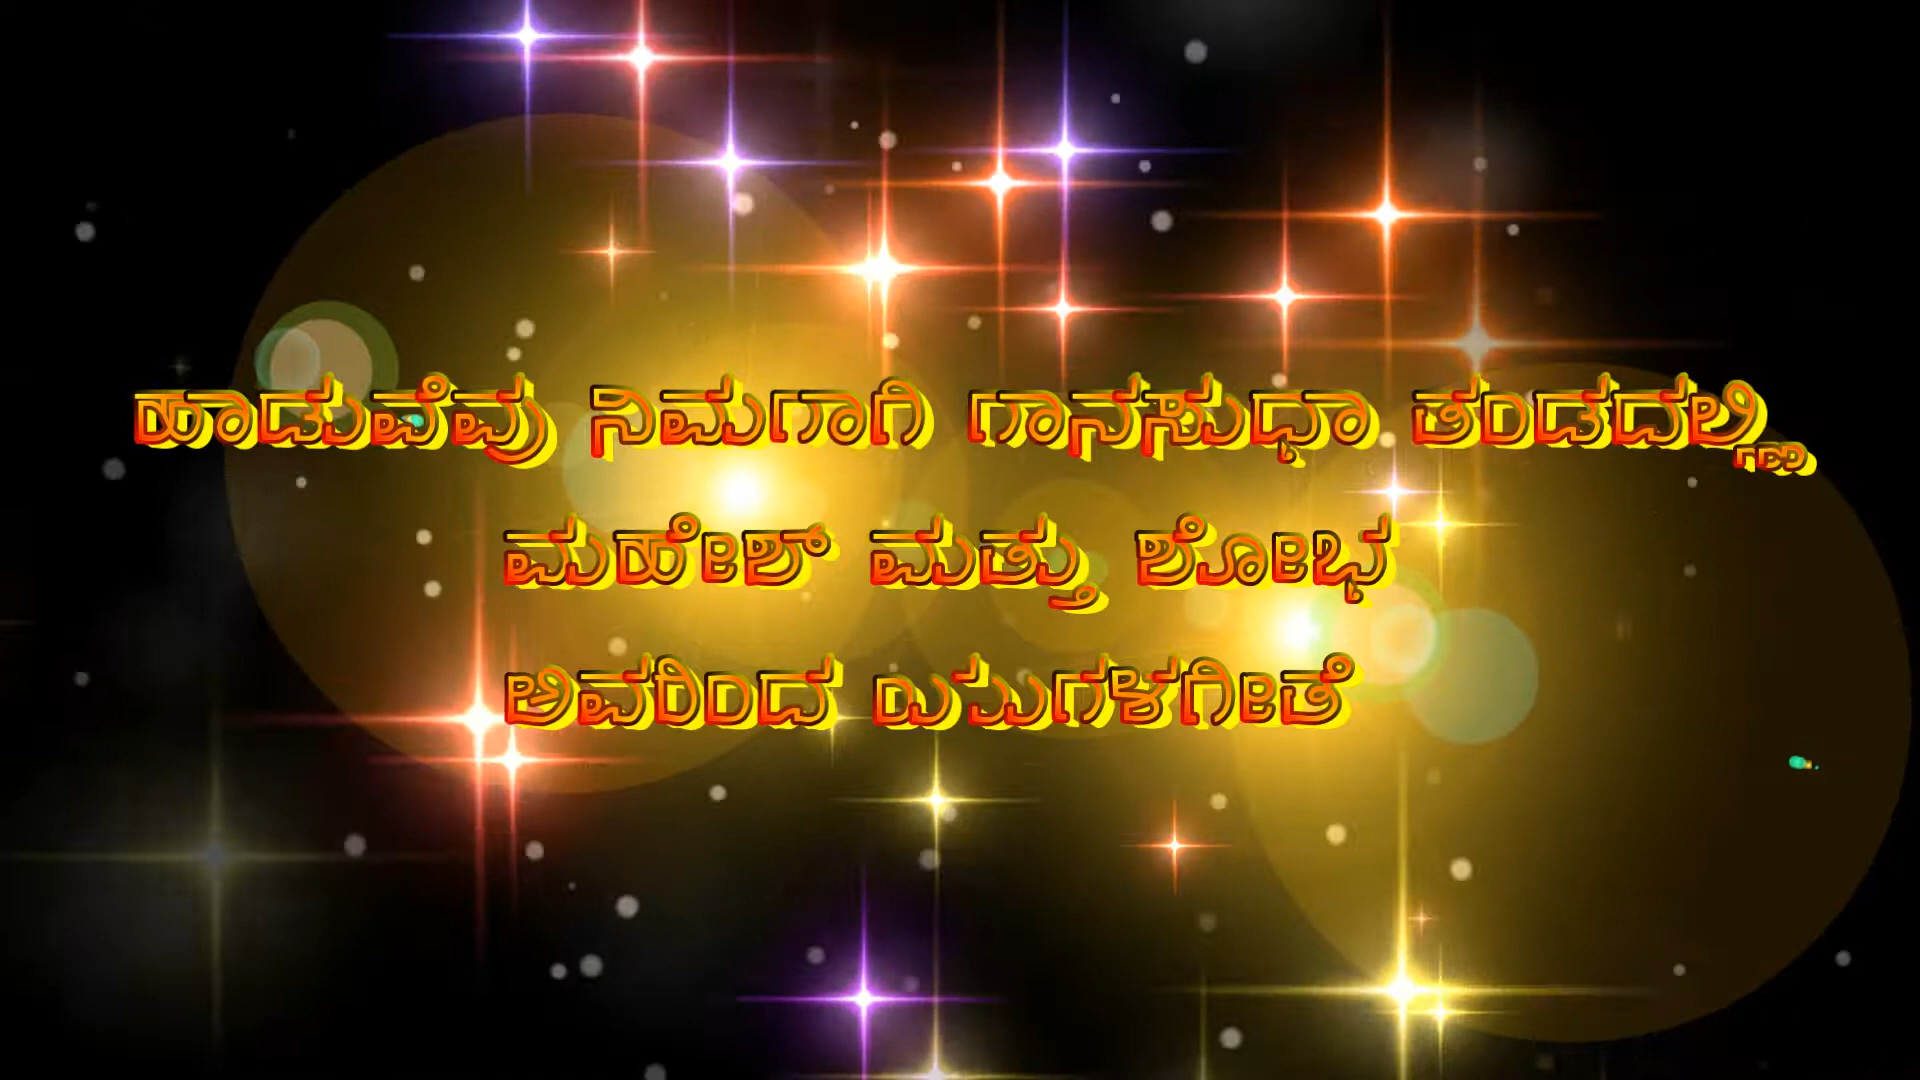 ಹಾಡುವೆವು ನಿಮಗಾಗಿ ಗಾನಸುಧಾ ತಂಡದಲ್ಲಿ
ಮಹೇಶ್ ಮತ್ತು ಶೋಭ
ಅವರಿಂದ ಯುಗಳಗೀತೆ